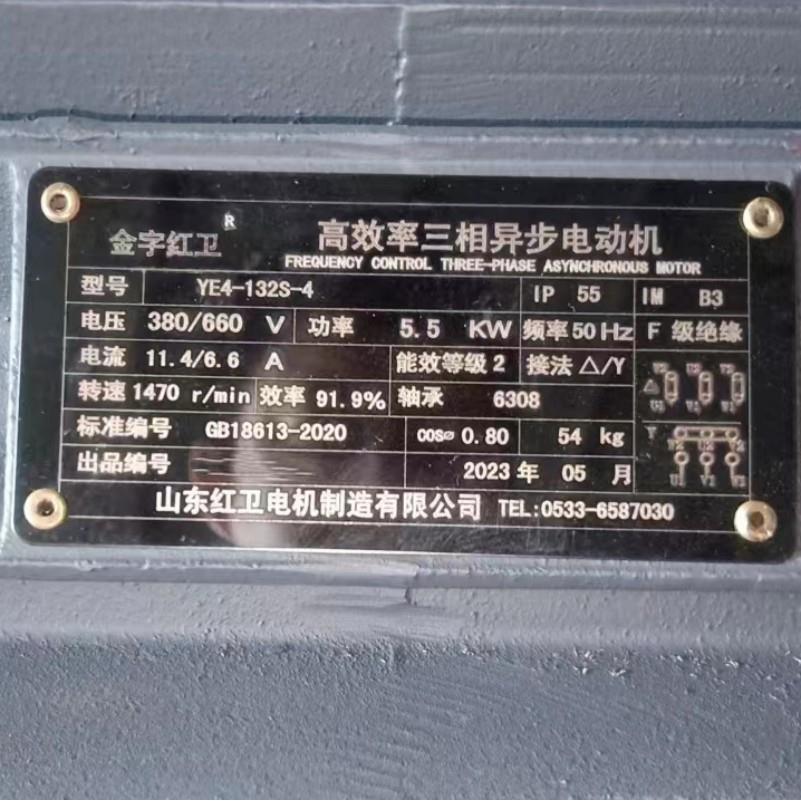 金字红卫 R 高效率三相异步电动机
FREQUENCY CONTROL THREE-PHASE ASYNCHRONOUS MOTOR
型号 YE4-132S-4 IP 55 IM B3
电压 380/660 V 功率 5.5 KW 频率 50 Hz F 级绝缘
电流 11.4/6.6 A 能效等级 2 接法 △/Y
转速 1470 r/min 效率 91.9% 轴承 6308
标准编号 GB18613-2020 cosø 0.80 54 kg
出品编号 2023 年 05 月
山东红卫电机制造有限公司 TEL:0533-6587030
△
Y
U1 V1